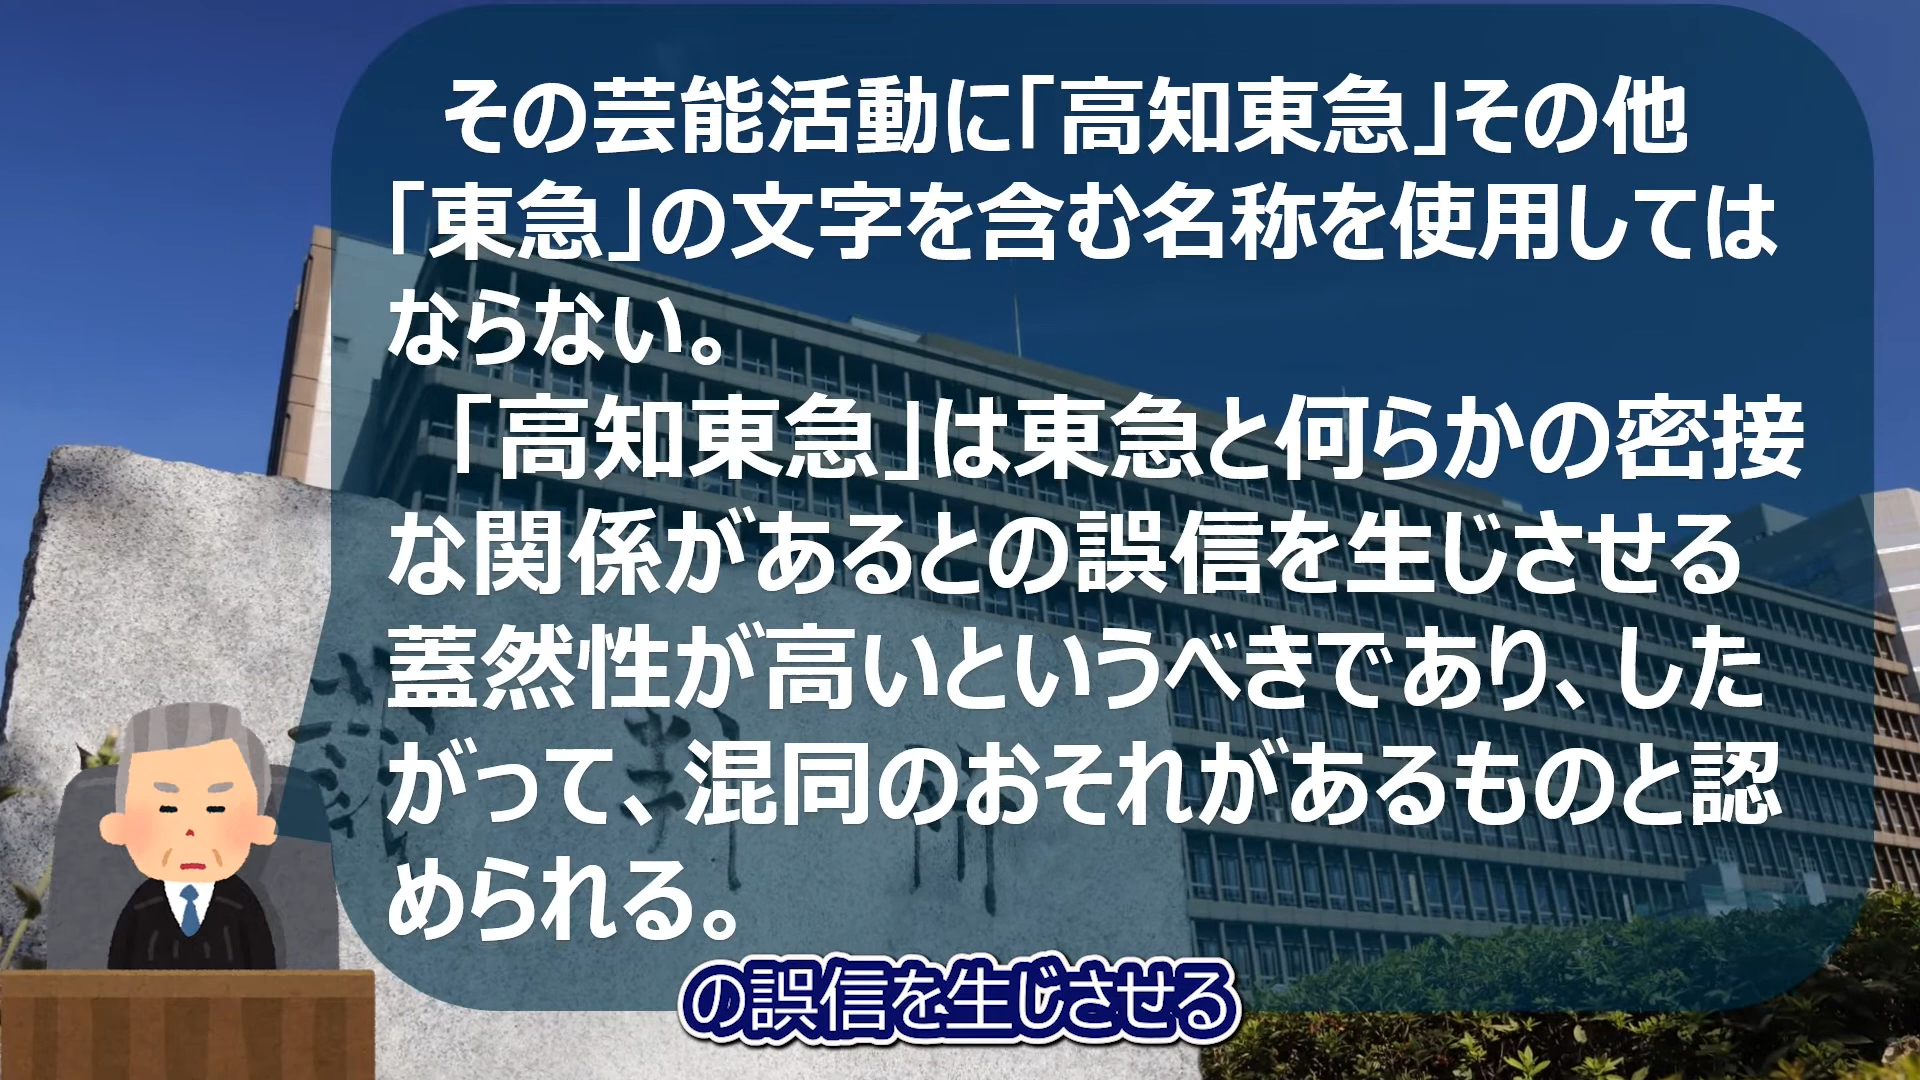 その芸能活動に「高知東急」その他
「東急」の文字を含む名称を使用しては
ならない。
「高知東急」は東急と何らかの密接
な関係があるとの誤信を生じさせる
蓋然性が高いというべきであり、した
がって、混同のおそれがあるものと認
められる。
の誤信を生じさせる